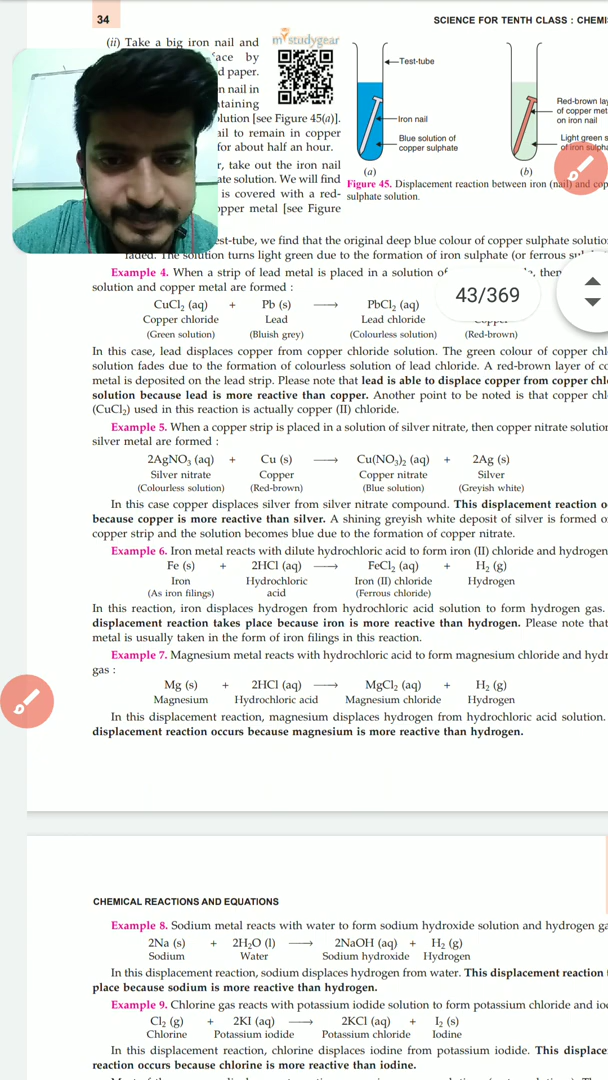 34
SCIENCE FOR TENTH CLASS : CHEMI
(ii) Take a big iron nail and
my studygear
by
paper.
nail in
Test-tube
Iron nail
Blue solution of
copper sulphate
Red-brown
of copper
on iron nail
Light green
of iron
(a)
(b)
[see Figure 45(a)].
to remain in copper
for about half an hour.
take out the iron nail
solution. We will find
is covered with a red-
metal [see Figure
Figure 45. Displacement reaction between iron (nail) and
sulphate solution.
we find that the original deep blue colour of copper sulphate
faded. The solution turns light green due to the formation of iron sulphate (or ferrous
Example 4. When a strip of lead metal is placed in a solution of then
solution and copper metal are formed :
43/369
CuCl₂ (aq) + Pb (s) ⟶ PbCl₂ (aq)
Copper chloride Lead Lead chloride
(Green solution) (Bluish grey) (Colourless solution) (Red-brown)
In this case, lead displaces copper from copper chloride solution. The green colour of copper
solution fades due to the formation of colourless solution of lead chloride. A red-brown layer of
metal is deposited on the lead strip. Please note that lead is able to displace copper from copper
solution because lead is more reactive than copper. Another point to be noted is that copper
(CuCl₂) used in this reaction is actually copper (II) chloride.
Example 5. When a copper strip is placed in a solution of silver nitrate, then copper nitrate
silver metal are formed :
2AgNO₃ (aq) + Cu (s) ⟶ Cu(NO₃)₂ (aq) + 2Ag (s)
Silver nitrate Copper Copper nitrate Silver
(Colourless solution) (Red-brown) (Blue solution) (Greyish white)
In this case copper displaces silver from silver nitrate compound. This displacement reaction
because copper is more reactive than silver. A shining greyish white deposit of silver is formed
copper strip and the solution becomes blue due to the formation of copper nitrate.
Example 6. Iron metal reacts with dilute hydrochloric acid to form iron (II) chloride and hydrogen
Fe (s) + 2HCl (aq) ⟶ FeCl₂ (aq) + H₂ (g)
Iron Hydrochloric Iron (II) chloride Hydrogen
(As iron filings) acid (Ferrous chloride)
In this reaction, iron displaces hydrogen from hydrochloric acid solution to form hydrogen gas.
displacement reaction takes place because iron is more reactive than hydrogen. Please note that
metal is usually taken in the form of iron filings in this reaction.
Example 7. Magnesium metal reacts with hydrochloric acid to form magnesium chloride and
gas :
Mg (s) + 2HCl (aq) ⟶ MgCl₂ (aq) + H₂ (g)
Magnesium Hydrochloric acid Magnesium chloride Hydrogen
In this displacement reaction, magnesium displaces hydrogen from hydrochloric acid solution.
displacement reaction occurs because magnesium is more reactive than hydrogen.
CHEMICAL REACTIONS AND EQUATIONS
Example 8. Sodium metal reacts with water to form sodium hydroxide solution and hydrogen
2Na (s) + 2H₂O (l) ⟶ 2NaOH (aq) + H₂ (g)
Sodium Water Sodium hydroxide Hydrogen
In this displacement reaction, sodium displaces hydrogen from water. This displacement reaction
place because sodium is more reactive than hydrogen.
Example 9. Chlorine gas reacts with potassium iodide solution to form potassium chloride and
Cl₂ (g) + 2KI (aq) ⟶ 2KCl (aq) + I₂ (s)
Chlorine Potassium iodide Potassium chloride Iodine
In this displacement reaction, chlorine displaces iodine from potassium iodide. This
reaction occurs because chlorine is more reactive than iodine.